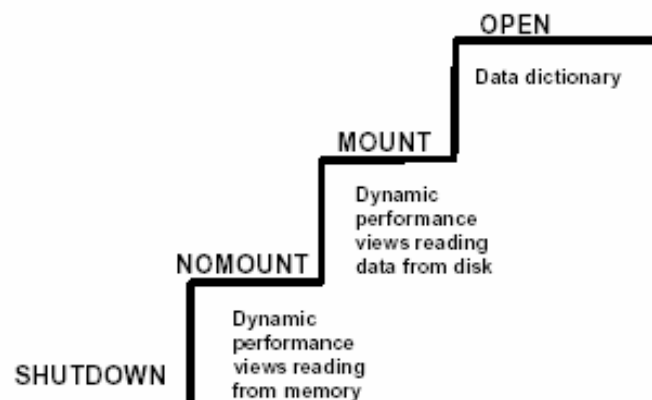 OPEN
Data dictionary
MOUNT
Dynamic
performance
views reading
data from disk
NOMOUNT
Dynamic
performance
views reading
from memory
SHUTDOWN